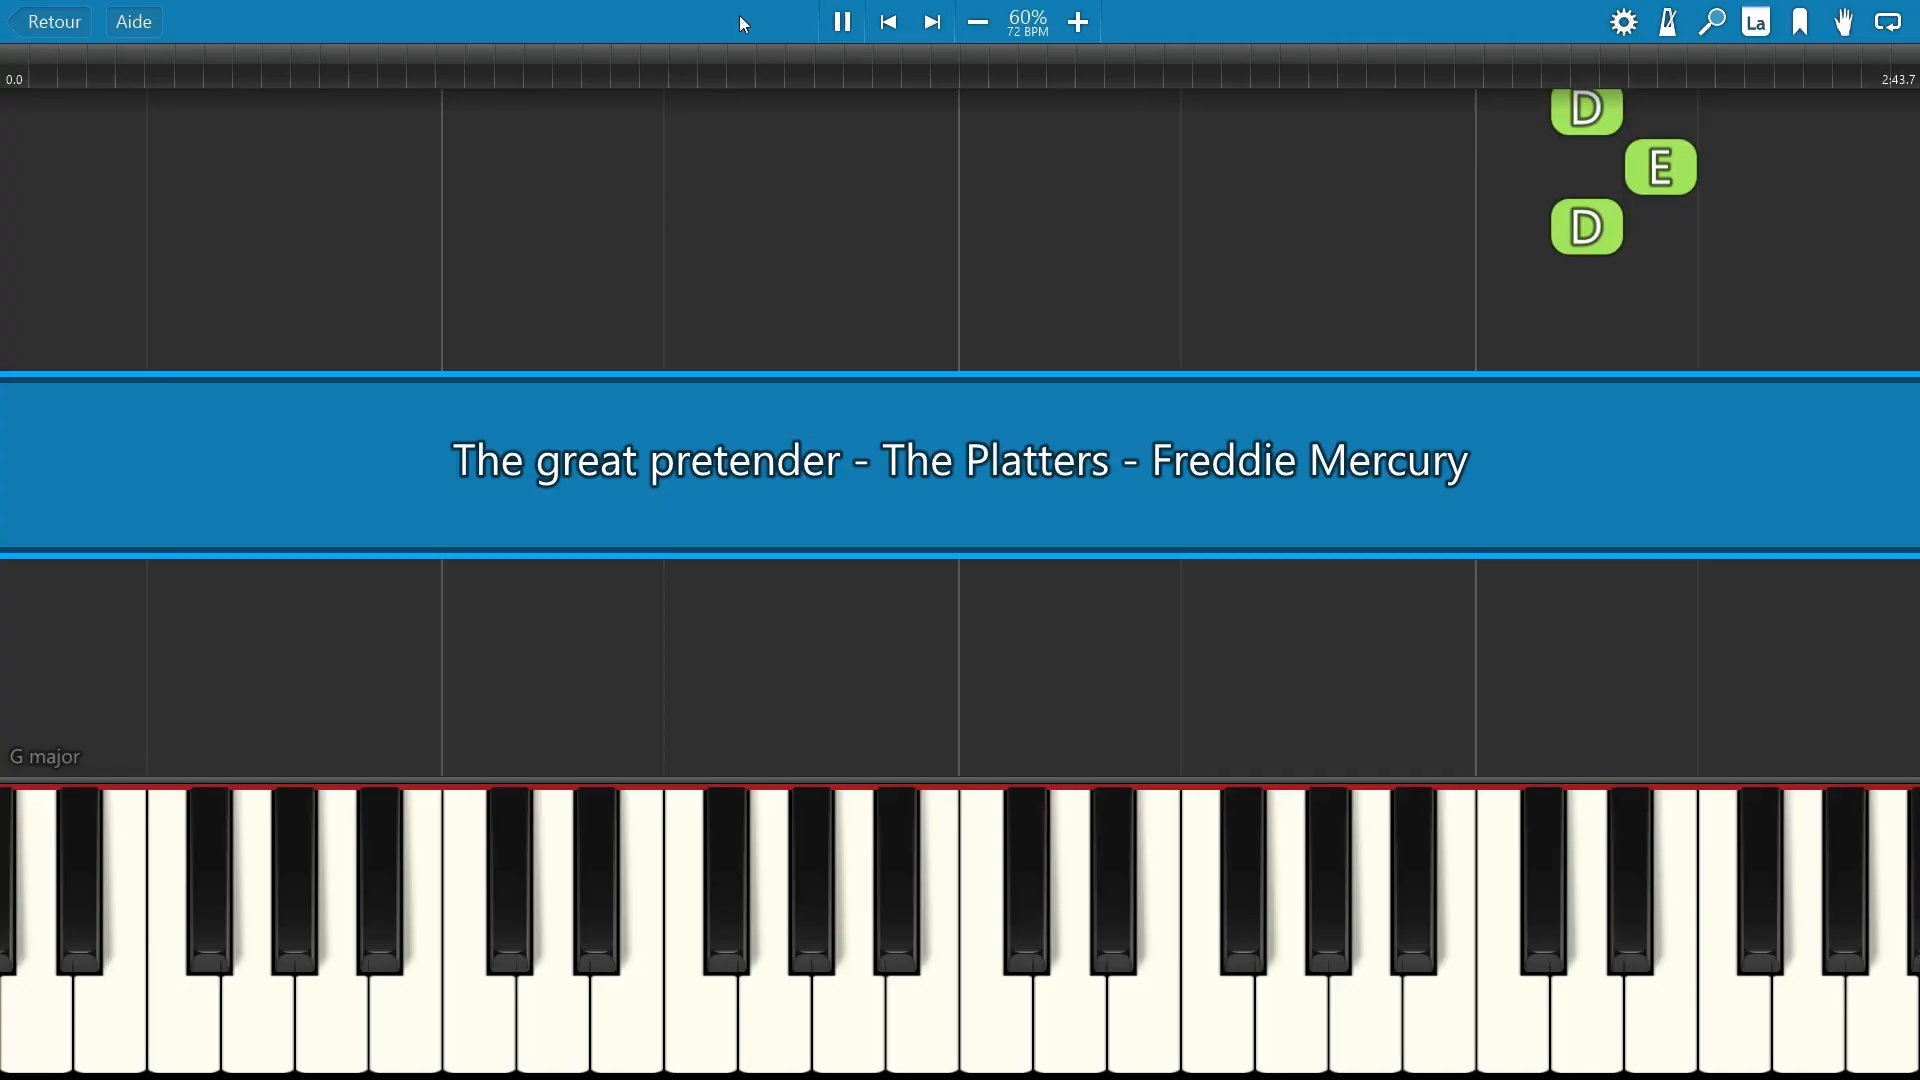 Retour Aide 60% La
72 BPM
0.0 2:43.7
D
E
D
The great pretender - The Platters - Freddie Mercury
G major